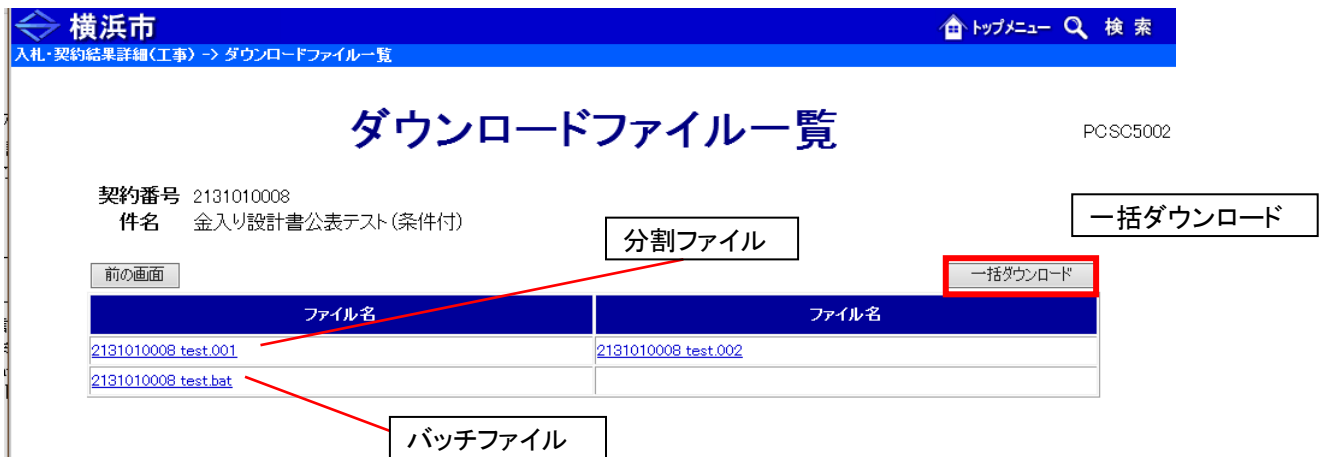 横浜市
トップメニュー 検 索
入札・契約結果詳細(工事) -> ダウンロードファイル一覧
ダウンロードファイル一覧
PCSC5002
契約番号 2131010008
件名 金入り設計書公表テスト(条件付)
一括ダウンロード
分割ファイル
前の画面
一括ダウンロード
ファイル名 ファイル名
2131010008 test.001 2131010008 test.002
2131010008 test.bat
バッチファイル